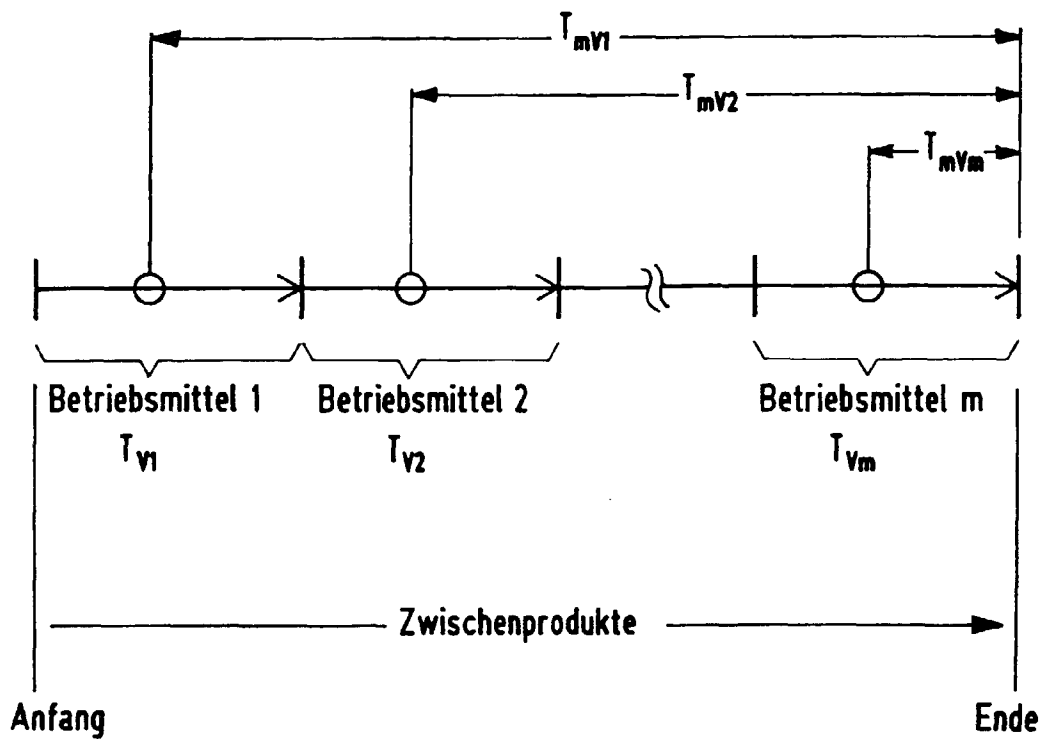 T_mV1
T_mV2
T_mVm
Betriebsmittel 1 Betriebsmittel 2 Betriebsmittel m
T_V1 T_V2 T_Vm
Zwischenprodukte
Anfang Ende